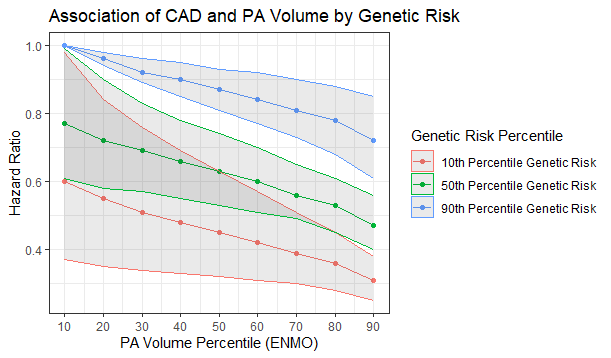 Association of CAD and PA Volume by Genetic Risk
1.0
0.8
0.6
0.4
Hazard Ratio
10 20 30 40 50 60 70 80 90
PA Volume Percentile (ENMO)
Genetic Risk Percentile
10th Percentile Genetic Risk
50th Percentile Genetic Risk
90th Percentile Genetic Risk